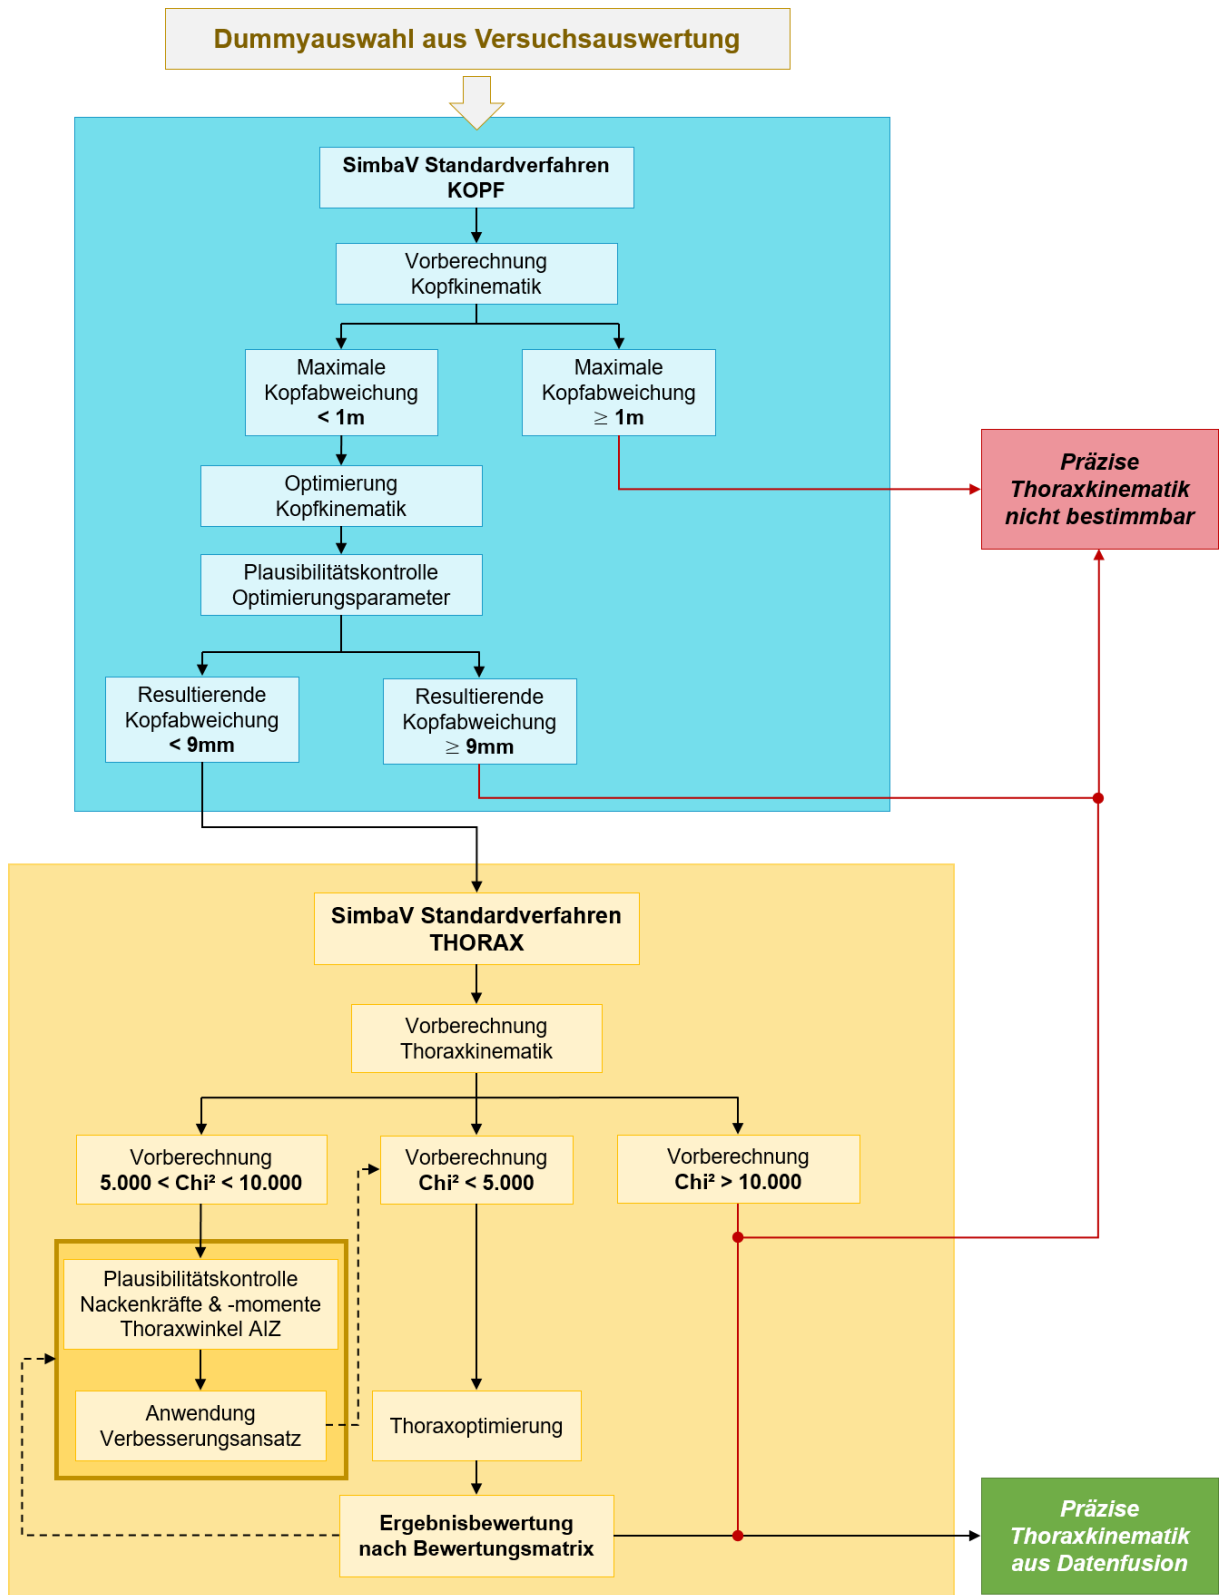 Dummyauswahl aus Versuchsauswertung
SimbaV Standardverfahren
KOPF
Vorberechnung
Kopfkinematik
Maximale
Kopfabweichung
< 1m
Maximale
Kopfabweichung
≥ 1m
Präzise
Thoraxkinematik
nicht bestimmbar
Optimierung
Kopfkinematik
Plausibilitätskontrolle
Optimierungsparameter
Resultierende
Kopfabweichung
< 9mm
Resultierende
Kopfabweichung
≥ 9mm
SimbaV Standardverfahren
THORAX
Vorberechnung
Thoraxkinematik
Vorberechnung
5.000 < Chi² < 10.000
Vorberechnung
Chi² < 5.000
Vorberechnung
Chi² > 10.000
Plausibilitätskontrolle
Nackenkräfte & -momente
Thoraxwinkel AIZ
Anwendung
Verbesserungsansatz
Thoraxoptimierung
Ergebnisbewertung
nach Bewertungsmatrix
Präzise
Thoraxkinematik
aus Datenfusion